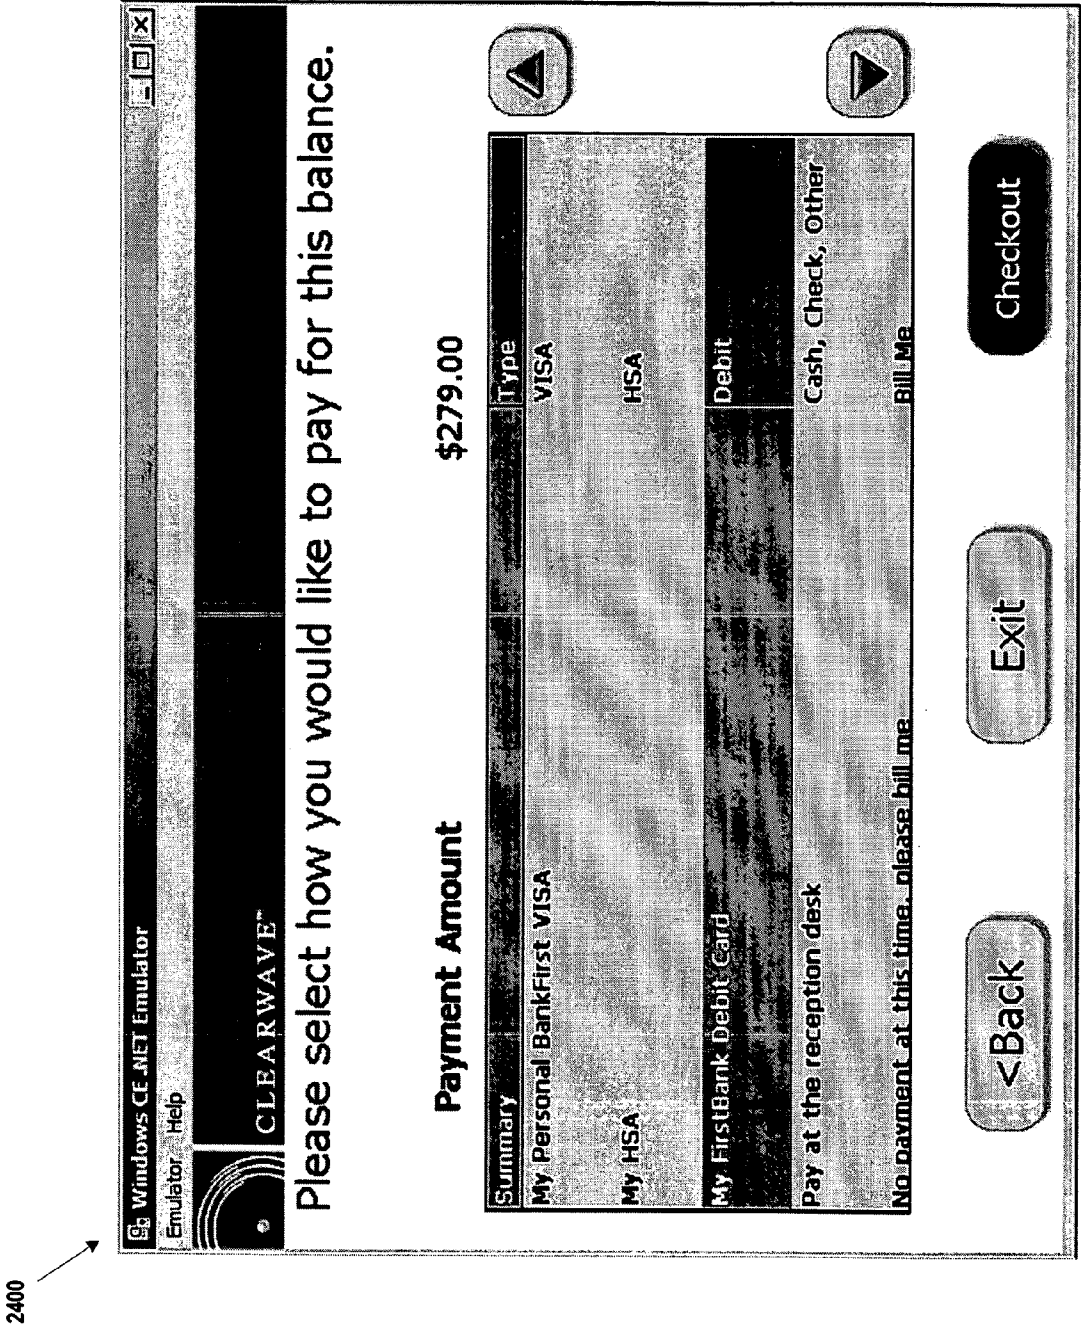 2400
Windows CE .NET Emulator
Emulator Help
CLEARWAVE™
Please select how you would like to pay for this balance.
Payment Amount $279.00
Summary Type
My Personal BankFirst VISA VISA
My HSA HSA
My FirstBank Debit Card Debit
Pay at the reception desk Cash, Check, Other
No payment at this time, please bill me Bill Me
<Back Exit Checkout